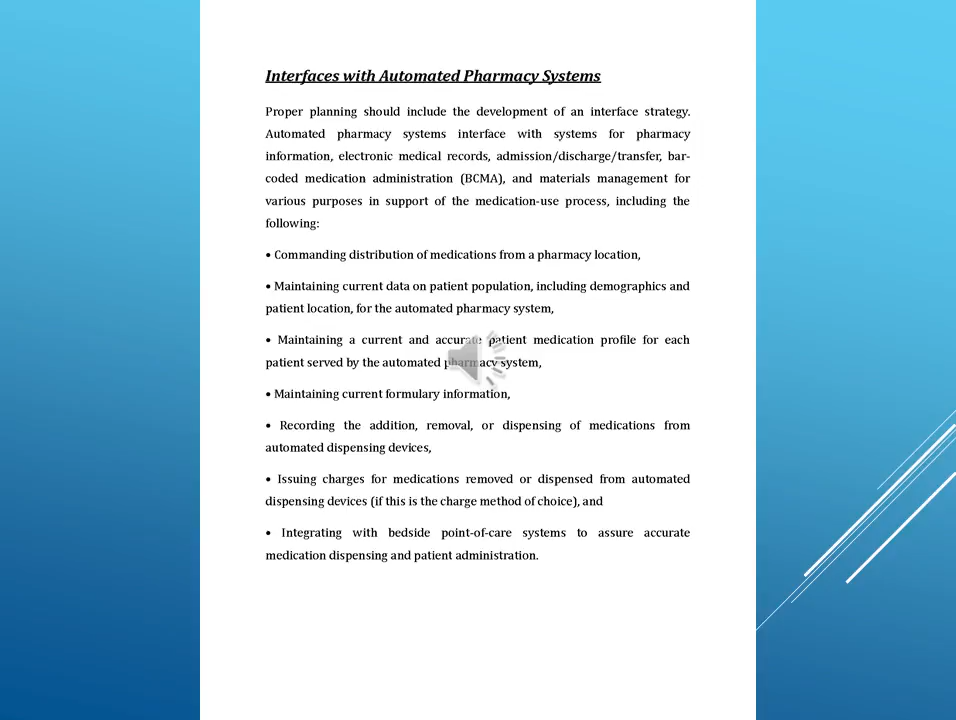 Interfaces with Automated Pharmacy Systems
Proper planning should include the development of an interface strategy.
Automated pharmacy systems interface with systems for pharmacy
information, electronic medical records, admission/discharge/transfer, bar-
coded medication administration (BCMA), and materials management for
various purposes in support of the medication-use process, including the
following:
• Commanding distribution of medications from a pharmacy location,
• Maintaining current data on patient population, including demographics and
patient location, for the automated pharmacy system,
• Maintaining a current and accurate patient medication profile for each
patient served by the automated pharmacy system,
• Maintaining current formulary information,
• Recording the addition, removal, or dispensing of medications from
automated dispensing devices,
• Issuing charges for medications removed or dispensed from automated
dispensing devices (if this is the charge method of choice), and
• Integrating with bedside point-of-care systems to assure accurate
medication dispensing and patient administration.